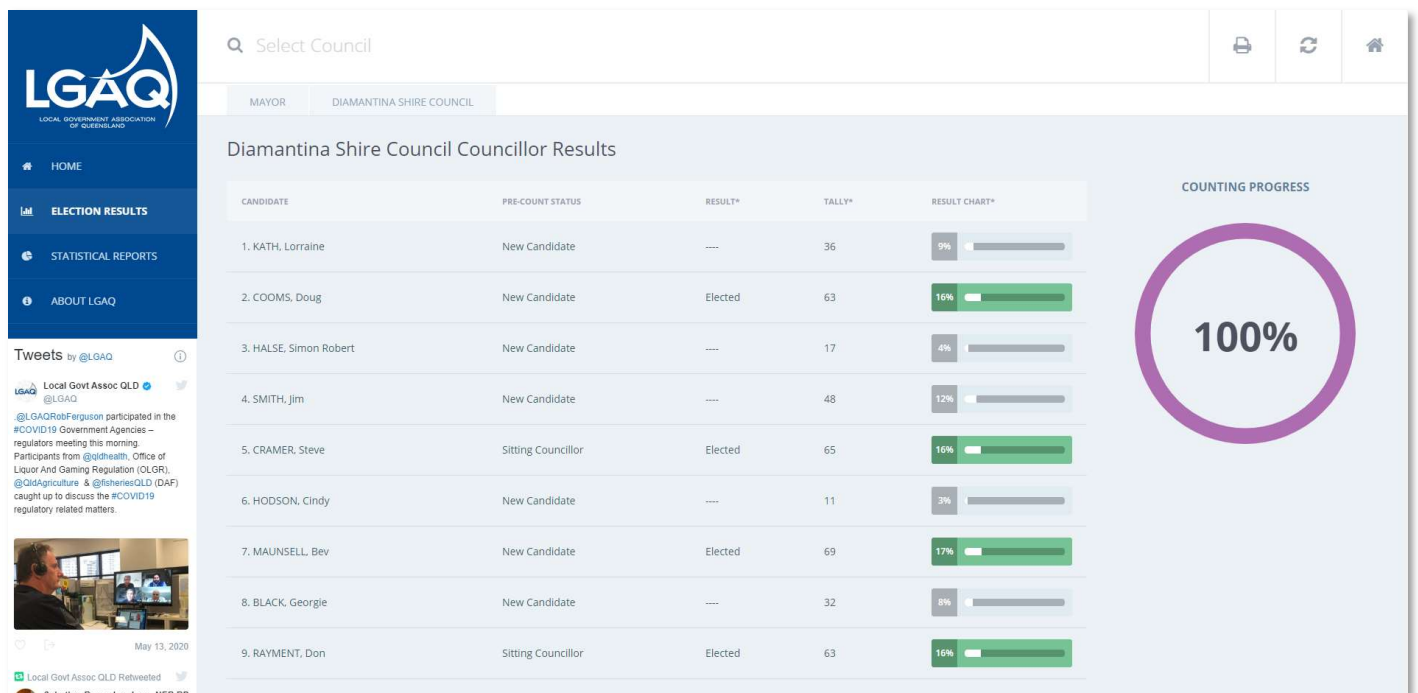 LGAQ
LOCAL GOVERNMENT ASSOCIATION
OF QUEENSLAND
HOME
ELECTION RESULTS
STATISTICAL REPORTS
ABOUT LGAQ
Tweets by @LGAQ
LGAQ Local Govt Assoc QLD
@LGAQ
.@LGAQRobFerguson participated in the
#COVID19 Government Agencies –
regulators meeting this morning.
Participants from @qldhealth, Office of
Liquor And Gaming Regulation (OLGR),
@QldAgriculture & @fisheriesQLD (DAF)
caught up to discuss the #COVID19
regulatory related matters.
May 13, 2020
Local Govt Assoc QLD Retweeted
Select Council
MAYOR DIAMANTINA SHIRE COUNCIL
Diamantina Shire Council Councillor Results
CANDIDATE PRE-COUNT STATUS RESULT* TALLY* RESULT CHART*
1. KATH, Lorraine New Candidate ---- 36 9%
2. COOMS, Doug New Candidate Elected 63 16%
3. HALSE, Simon Robert New Candidate ---- 17 4%
4. SMITH, Jim New Candidate ---- 48 12%
5. CRAMER, Steve Sitting Councillor Elected 65 16%
6. HODSON, Cindy New Candidate ---- 11 3%
7. MAUNSELL, Bev New Candidate Elected 69 17%
8. BLACK, Georgie New Candidate ---- 32 8%
9. RAYMENT, Don Sitting Councillor Elected 63 16%
COUNTING PROGRESS
100%